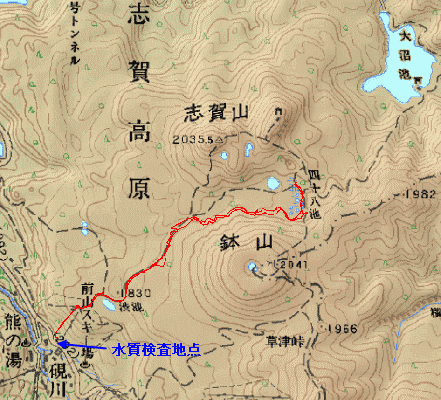 号トンネル
志賀高原
大沼池
志賀山
2035.5
四十八池
1982
鉢山
2041
1830
渋池
前山スキー場
1966
草津峠
熊の湯
硯川
水質検査地点